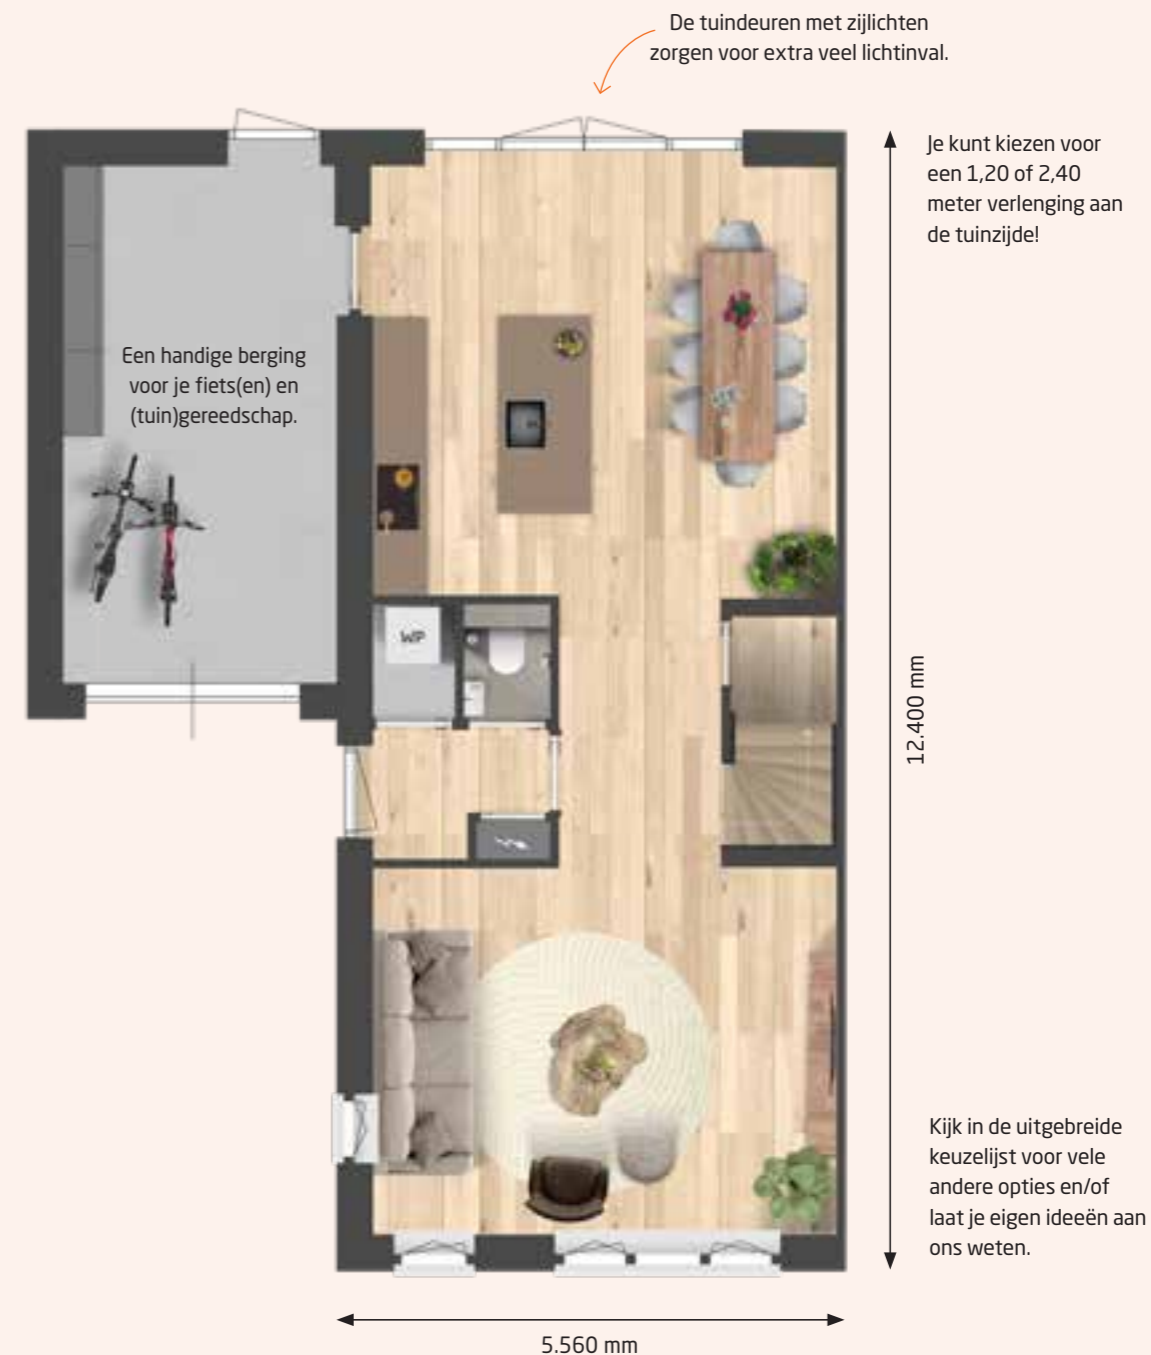 De tuindeuren met zijlichten
zorgen voor extra veel lichtinval.
Je kunt kiezen voor
een 1,20 of 2,40
meter verlenging aan
de tuinzijde!
Een handige berging
voor je fiets(en) en
(tuin)gereedschap.
WP
12.400 mm
Kijk in de uitgebreide
keuzelijst voor vele
andere opties en/of
laat je eigen ideeën aan
ons weten.
5.560 mm